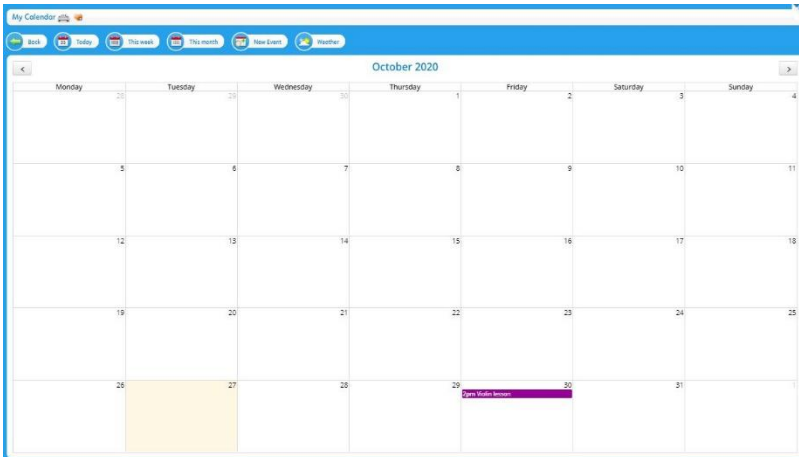 My Calendar
Back Today This week This month New Event Weather
< October 2020 >
Monday Tuesday Wednesday Thursday Friday Saturday Sunday
28 29 30 1 2 3 4
5 6 7 8 9 10 11
12 13 14 15 16 17 18
19 20 21 22 23 24 25
26 27 28 29 30 31 1
2pm Violin lesson